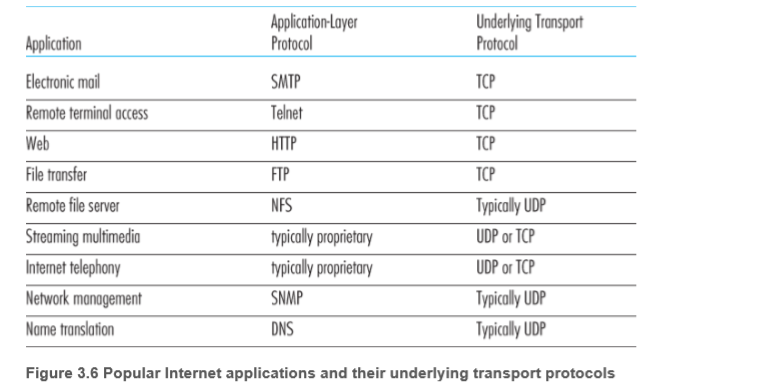 Application Application-Layer Protocol Underlying Transport Protocol
Electronic mail SMTP TCP
Remote terminal access Telnet TCP
Web HTTP TCP
File transfer FTP TCP
Remote file server NFS Typically UDP
Streaming multimedia typically proprietary UDP or TCP
Internet telephony typically proprietary UDP or TCP
Network management SNMP Typically UDP
Name translation DNS Typically UDP
Figure 3.6 Popular Internet applications and their underlying transport protocols